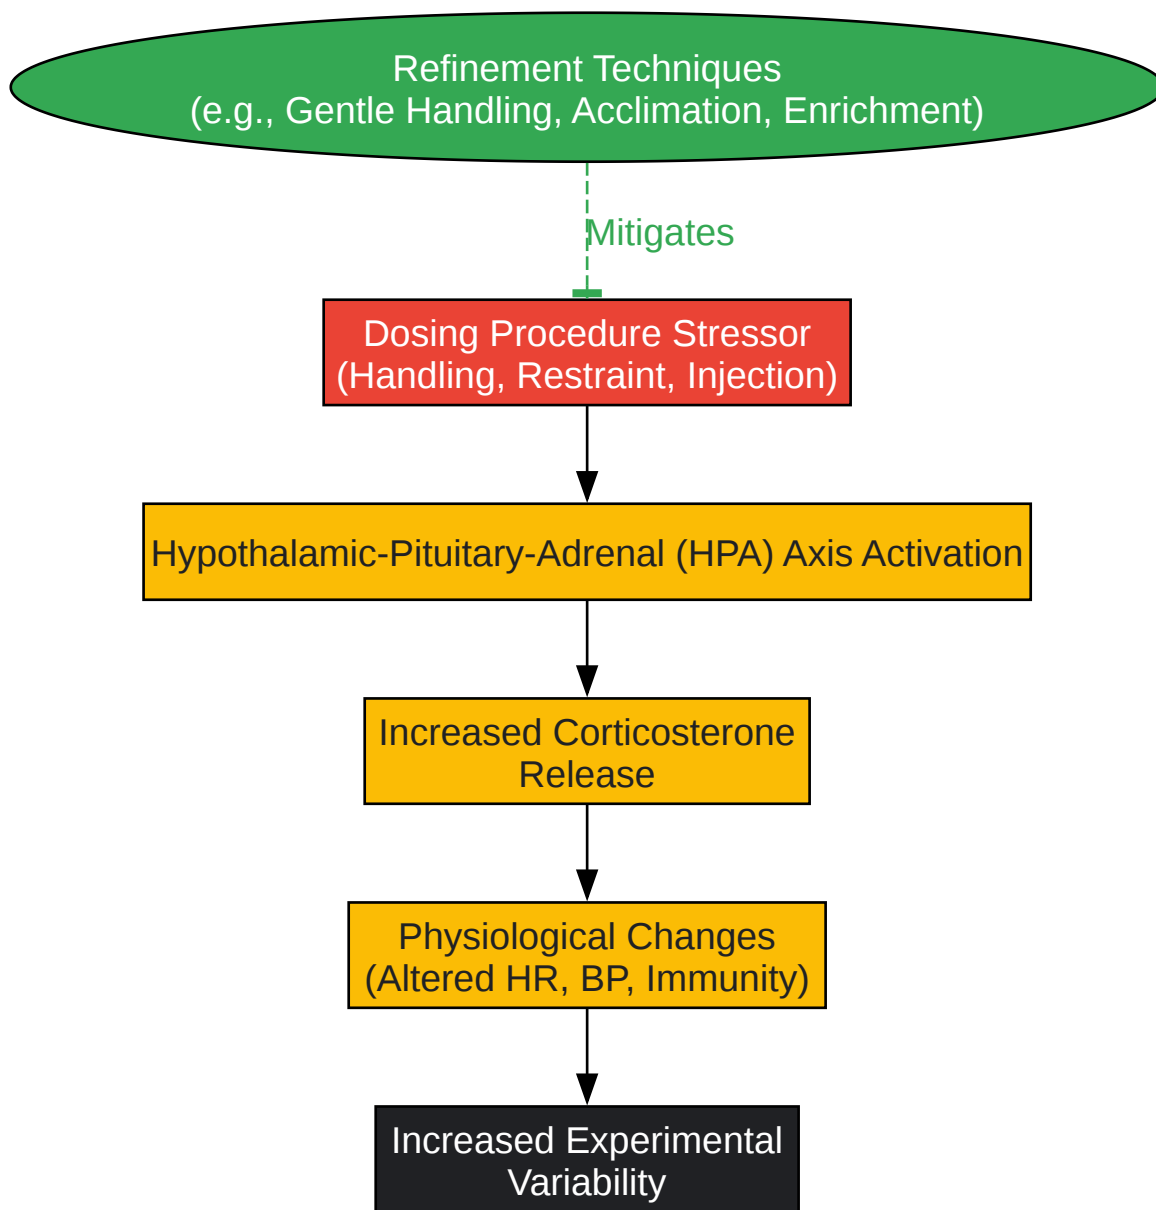 Refinement Techniques
(e.g., Gentle Handling, Acclimation, Enrichment)
Mitigates
Dosing Procedure Stressor
(Handling, Restraint, Injection)
Hypothalamic-Pituitary-Adrenal (HPA) Axis Activation
Increased Corticosterone
Release
Physiological Changes
(Altered HR, BP, Immunity)
Increased Experimental
Variability